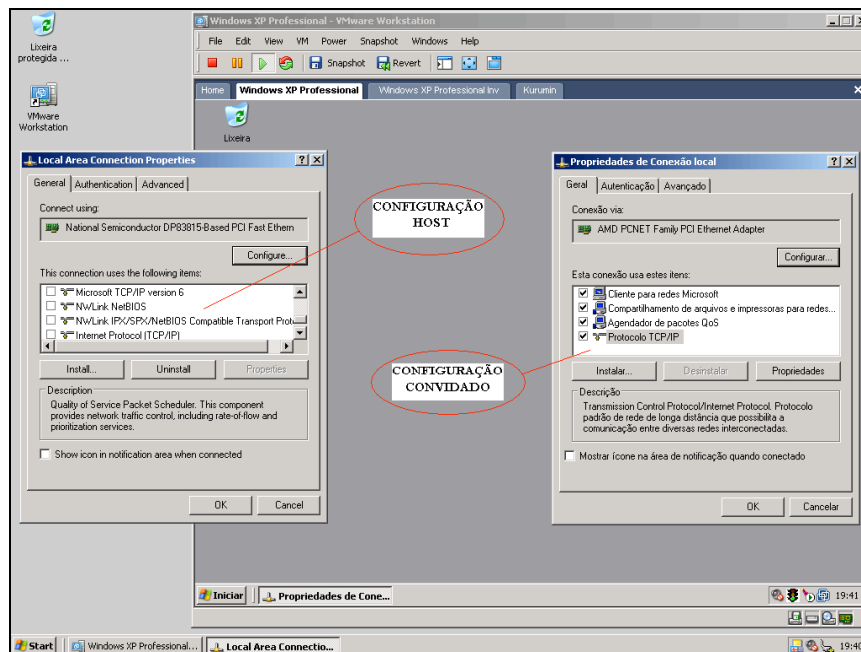 Lixeira
protegida ...
VMware
Workstation
Windows XP Professional - VMware Workstation
File Edit View VM Power Snapshot Windows Help
Snapshot Revert
Home Windows XP Professional Windows XP Professional Inv Kurumin
Lixeira
Local Area Connection Properties
General Authentication Advanced
Connect using:
National Semiconductor DP83815-Based PCI Fast Ethern
Configure...
This connection uses the following items:
Microsoft TCP/IP version 6
NWLink NetBIOS
NWLink IPX/SPX/NetBIOS Compatible Transport Prot
Internet Protocol (TCP/IP)
Install... Uninstall Properties
Description
Quality of Service Packet Scheduler. This component
provides network traffic control, including rate-of-flow and
prioritization services.
Show icon in notification area when connected
OK Cancel
CONFIGURAÇÃO
HOST
CONFIGURAÇÃO
CONVIDADO
Propriedades de Conexão local
Geral Autenticação Avançado
Conexão via:
AMD PCNET Family PCI Ethernet Adapter
Configurar...
Esta conexão usa estes itens:
Cliente para redes Microsoft
Compartilhamento de arquivos e impressoras para redes...
Agendador de pacotes QoS
Protocolo TCP/IP
Instalar... Desinstalar Propriedades
Descrição
Transmission Control Protocol/Internet Protocol. Protocolo
padrão de rede de longa distância que possibilita a
comunicação entre diversas redes interconectadas.
Mostrar ícone na área de notificação quando conectado
OK Cancelar
Iniciar Propriedades de Cone... 19:41
Start Windows XP Professional... Local Area Connectio... 19:40